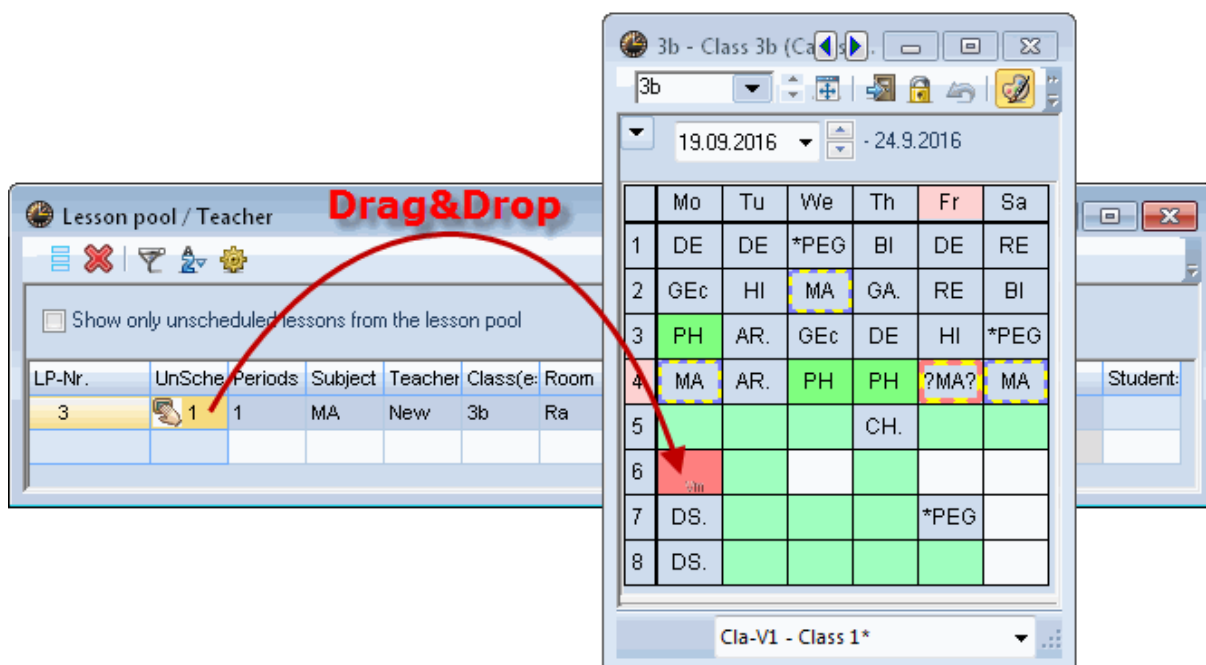 3b - Class 3b (Ca
3b
19.09.2016 - 24.9.2016
Lesson pool / Teacher
Drag&Drop
Show only unscheduled lessons from the lesson pool
LP-Nr. UnSche Periods Subject Teacher Class(e: Room Student:
3 1 1 MA New 3b Ra
Mo Tu We Th Fr Sa
1 DE DE *PEG BI DE RE
2 GEc HI MA GA. RE BI
3 PH AR. GEc DE HI *PEG
4 MA AR. PH PH ?MA? MA
5 CH.
6
7 DS. *PEG
8 DS.
Cla-V1 - Class 1*